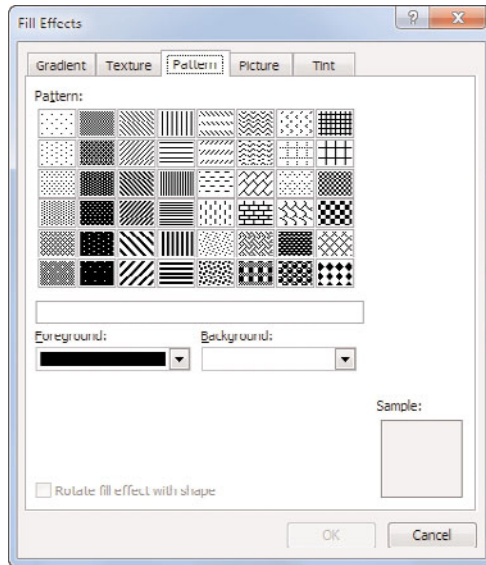 Fill Effects
Gradient Texture Pattern Picture Tint
Pattern:
Foreground: Background:
Sample:
Rotate fill effect with shape
OK Cancel